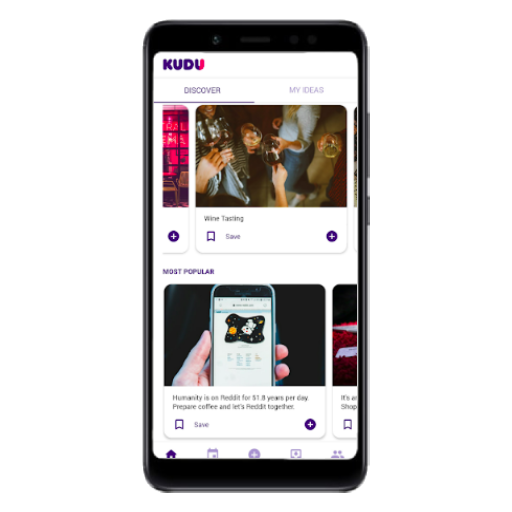 KUDU
DISCOVER
MY IDEAS
Wine Tasting
Save
MOST POPULAR
Humanity is on Reddit for 51.8 years per day.
Prepare coffee and let's Reddit together.
Save
It's a
Shop